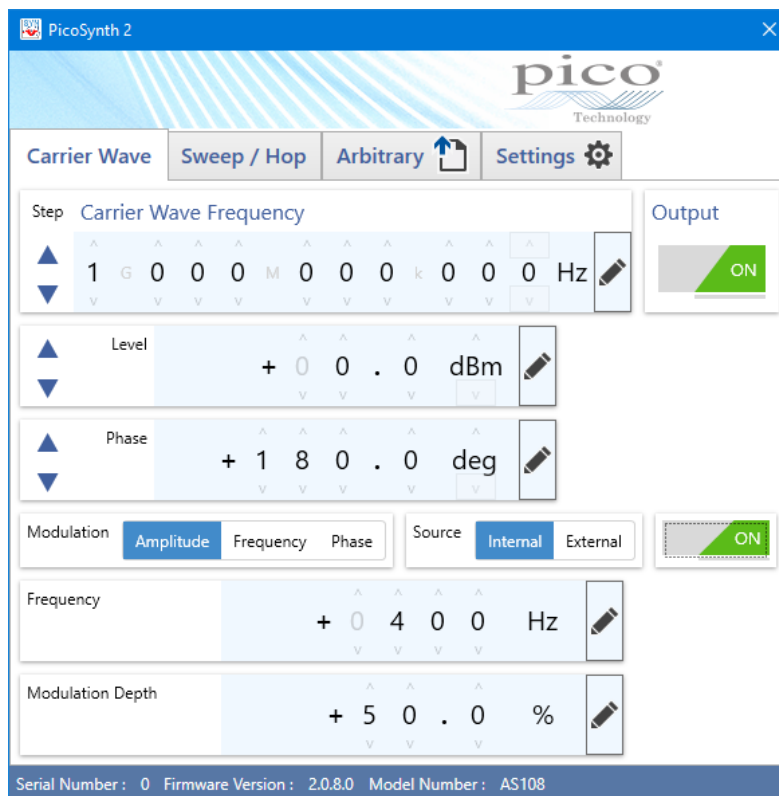 PicoSynth 2
pico
Technology
Carrier Wave Sweep / Hop Arbitrary Settings
Step Carrier Wave Frequency Output
1 G 0 0 0 M 0 0 0 k 0 0 0 Hz ON
Level + 0 0 . 0 dBm
Phase + 1 8 0 . 0 deg
Modulation Amplitude Frequency Phase Source Internal External ON
Frequency + 0 4 0 0 Hz
Modulation Depth + 5 0 . 0 %
Serial Number : 0 Firmware Version : 2.0.8.0 Model Number : AS108